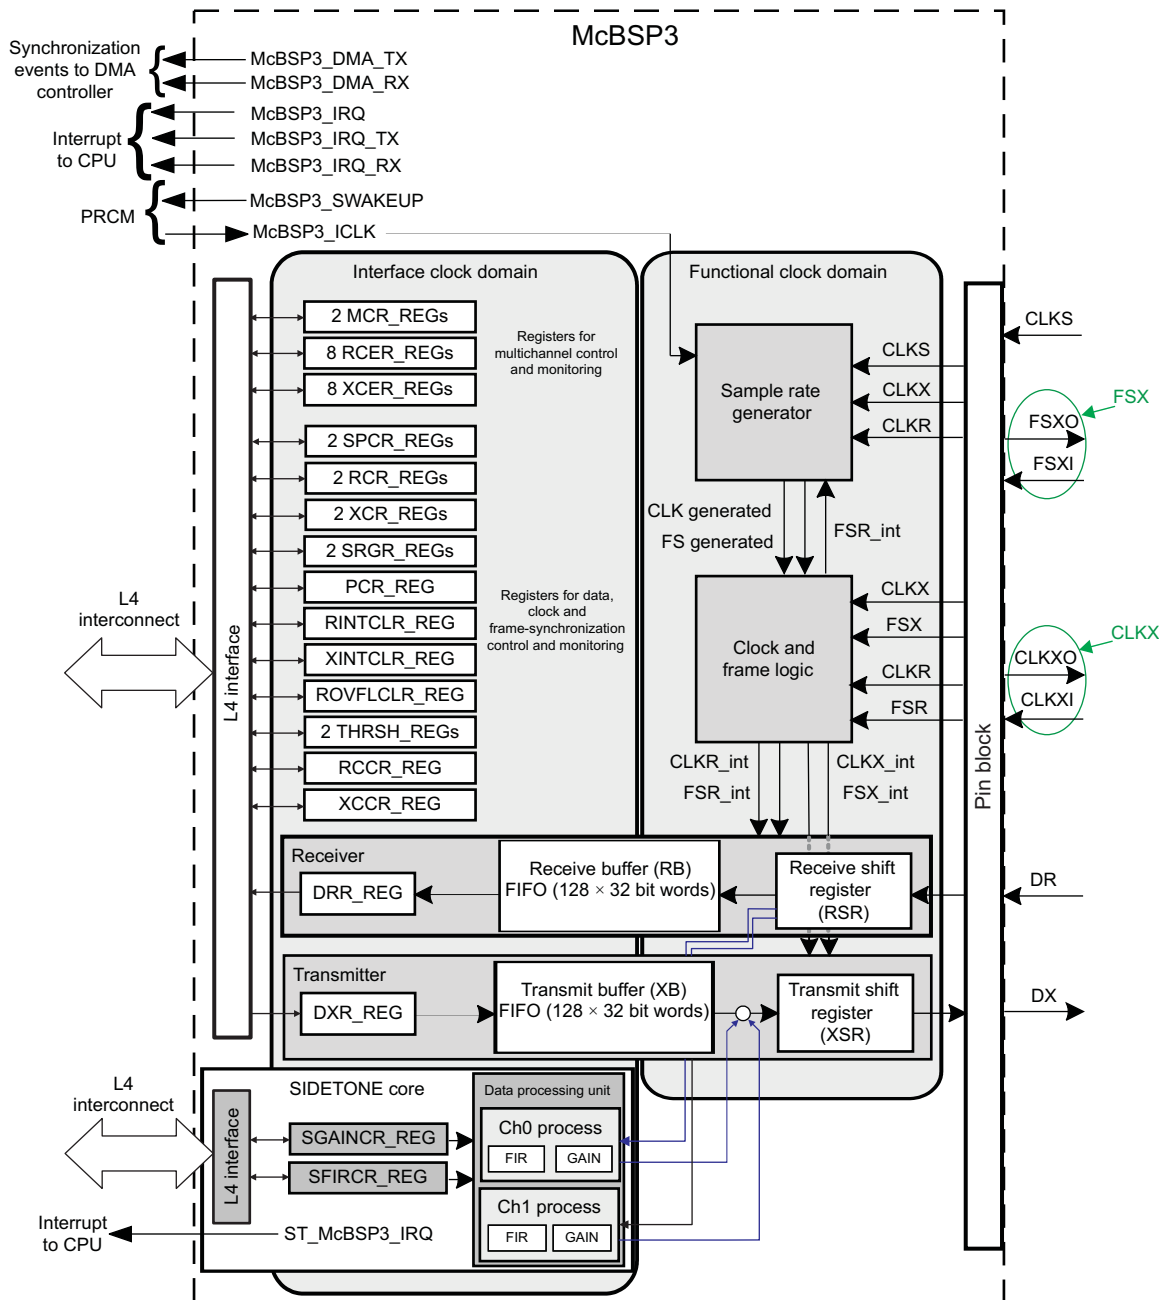 McBSP3
Synchronization
events to DMA
controller
McBSP3_DMA_TX
McBSP3_DMA_RX
Interrupt
to CPU
McBSP3_IRQ
McBSP3_IRQ_TX
McBSP3_IRQ_RX
PRCM
McBSP3_SWAKEUP
McBSP3_ICLK
Interface clock domain
Functional clock domain
L4
interconnect
L4 interface
2 MCR_REGs
8 RCER_REGs
8 XCER_REGs
Registers for
multichannel control
and monitoring
2 SPCR_REGs
2 RCR_REGs
2 XCR_REGs
2 SRGR_REGs
PCR_REG
RINTCLR_REG
XINTCLR_REG
ROVFLCLR_REG
2 THRSH_REGs
RCCR_REG
XCCR_REG
Registers for data,
clock and
frame-synchronization
control and monitoring
Sample rate
generator
CLKS
CLKX
CLKR
CLK generated
FS generated
FSR_int
Clock and
frame logic
CLKX
FSX
CLKR
FSR
CLKR_int
FSR_int
CLKX_int
FSX_int
Pin block
CLKS
FSX
FSXO
FSXI
CLKX
CLKXO
CLKXI
DR
DX
Receiver
DRR_REG
Receive buffer (RB)
FIFO (128 × 32 bit words)
Receive shift
register
(RSR)
Transmitter
DXR_REG
Transmit buffer (XB)
FIFO (128 × 32 bit words)
Transmit shift
register
(XSR)
L4
interconnect
L4 interface
SIDETONE core
SGAINCR_REG
SFIRCR_REG
Data processing unit
Ch0 process
FIR
GAIN
Ch1 process
FIR
GAIN
Interrupt
to CPU
ST_McBSP3_IRQ